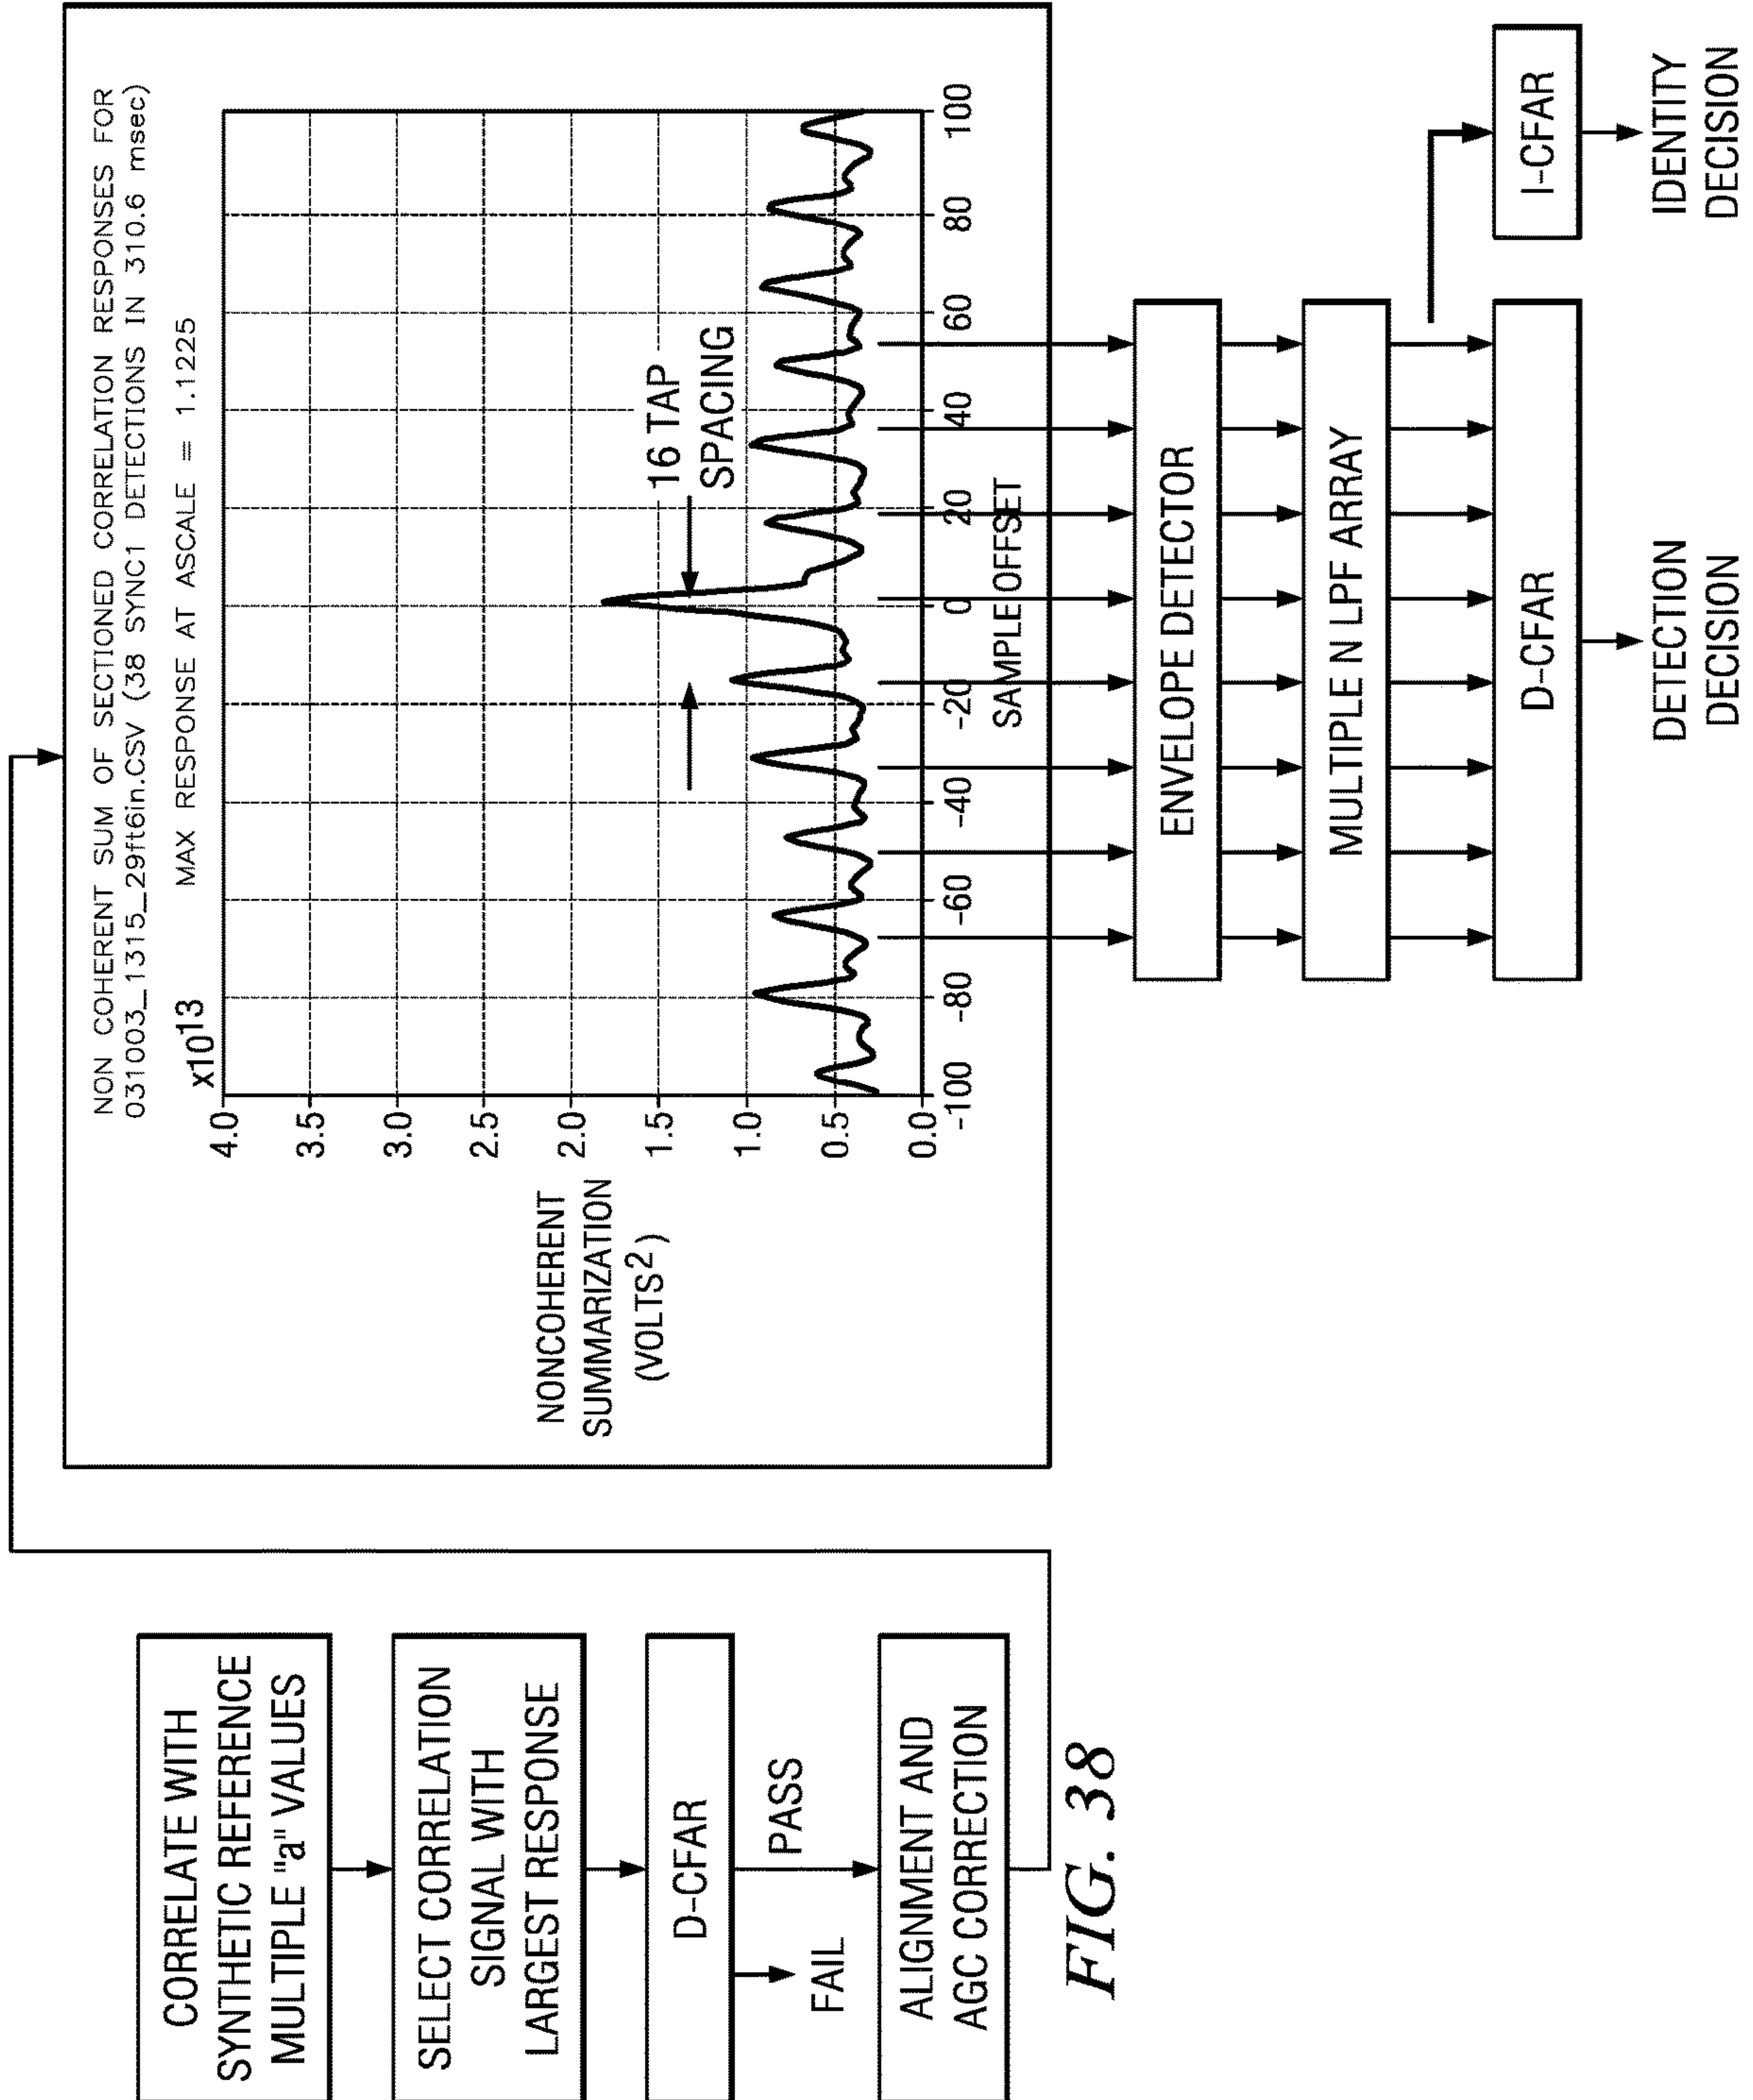 CORRELATE WITH
SYNTHETIC REFERENCE
MULTIPLE "a" VALUES
SELECT CORRELATION
SIGNAL WITH
LARGEST RESPONSE
D-CFAR
FAIL
PASS
ALIGNMENT AND
AGC CORRECTION
FIG. 38
NON COHERENT SUM OF SECTIONED CORRELATION RESPONSES FOR
031003_1315_29ft6in.CSV (38 SYNC1 DETECTIONS IN 310.6 msec)
MAX RESPONSE AT ASCALE = 1.1225
x10^13
4.0
3.5
3.0
2.5
2.0
1.5
1.0
0.5
0.0
NONCOHERENT
SUMMARIZATION
(VOLTS²)
16 TAP
SPACING
-100 -80 -60 -40 -20 0 20 40 60 80 100
SAMPLE OFFSET
ENVELOPE DETECTOR
MULTIPLE N LPF ARRAY
D-CFAR
I-CFAR
DETECTION
DECISION
IDENTITY
DECISION